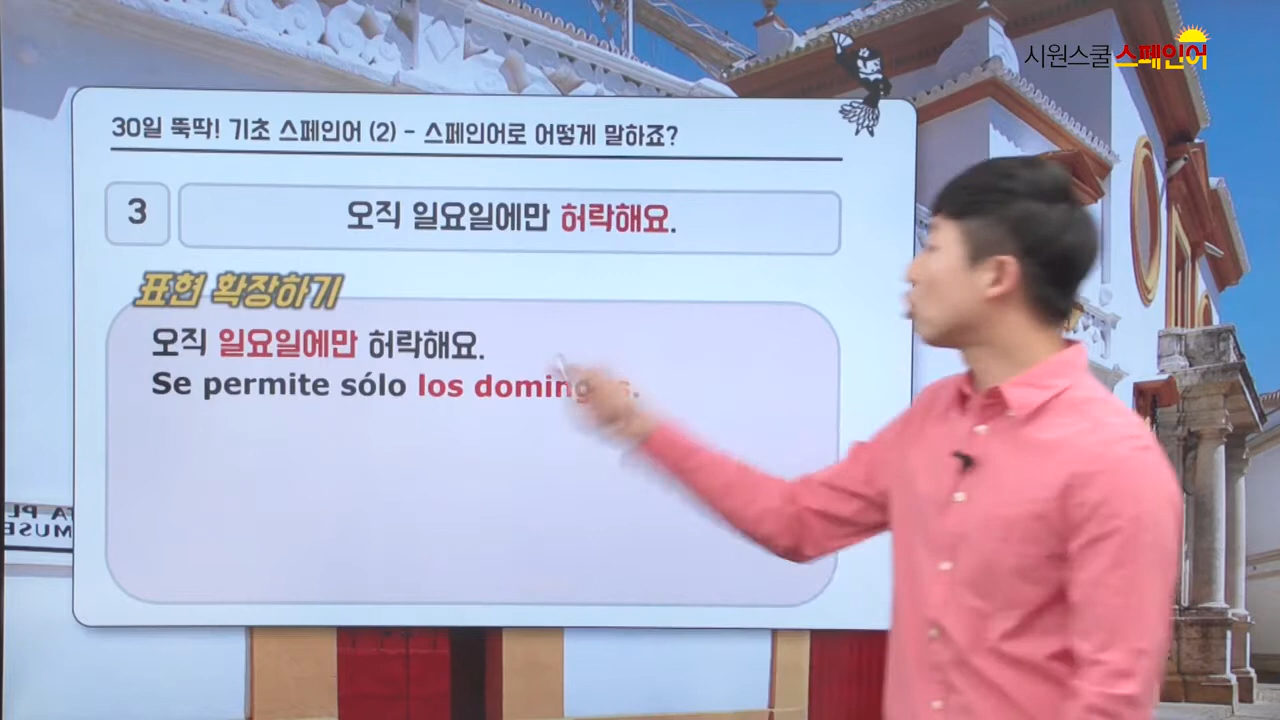 시원스쿨 스페인어
30일 뚝딱! 기초 스페인어 (2) - 스페인어로 어떻게 말하죠?
3
오직 일요일에만 허락해요.
표현 확장하기
오직 일요일에만 허락해요.
Se permite sólo los